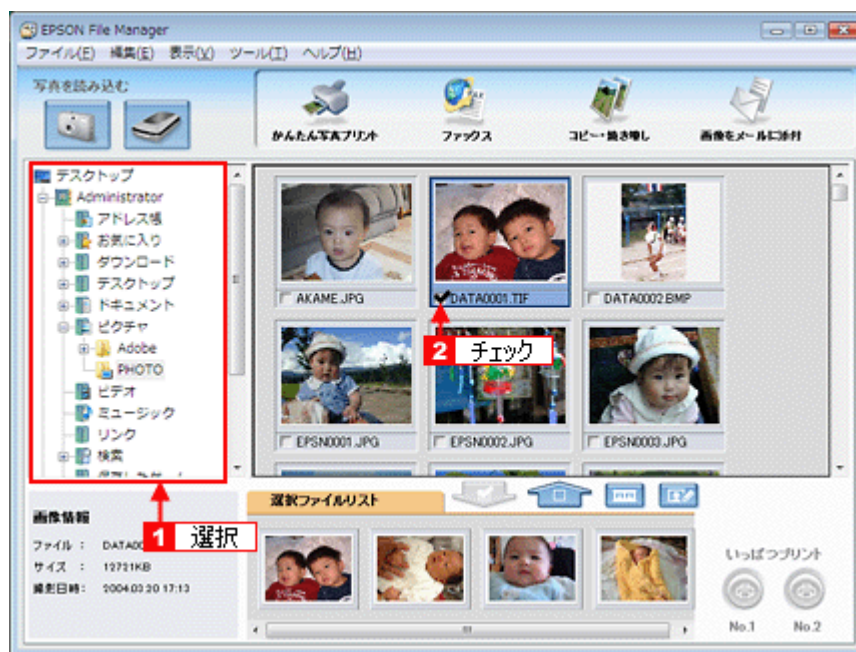 EPSON File Manager
ファイル(F) 編集(E) 表示(V) ツール(T) ヘルプ(H)
写真を読み込む
かんたん写真プリント
ファックス
コピー・焼き増し
画像をメールに添付
デスクトップ
Administrator
アドレス帳
お気に入り
ダウンロード
デスクトップ
ドキュメント
ピクチャ
Adobe
PHOTO
ビデオ
ミュージック
リンク
検索
AKAME.JPG
DATA0001.TIF
DATA0002.BMP
2 チェック
EPSN0001.JPG
EPSN0002.JPG
EPSN0003.JPG
1 選択
選択ファイルリスト
画像情報
ファイル : DATA0
サイズ : 12721KB
撮影日時: 2004.03.20 17:13
いっぱつプリント
No.1 No.2